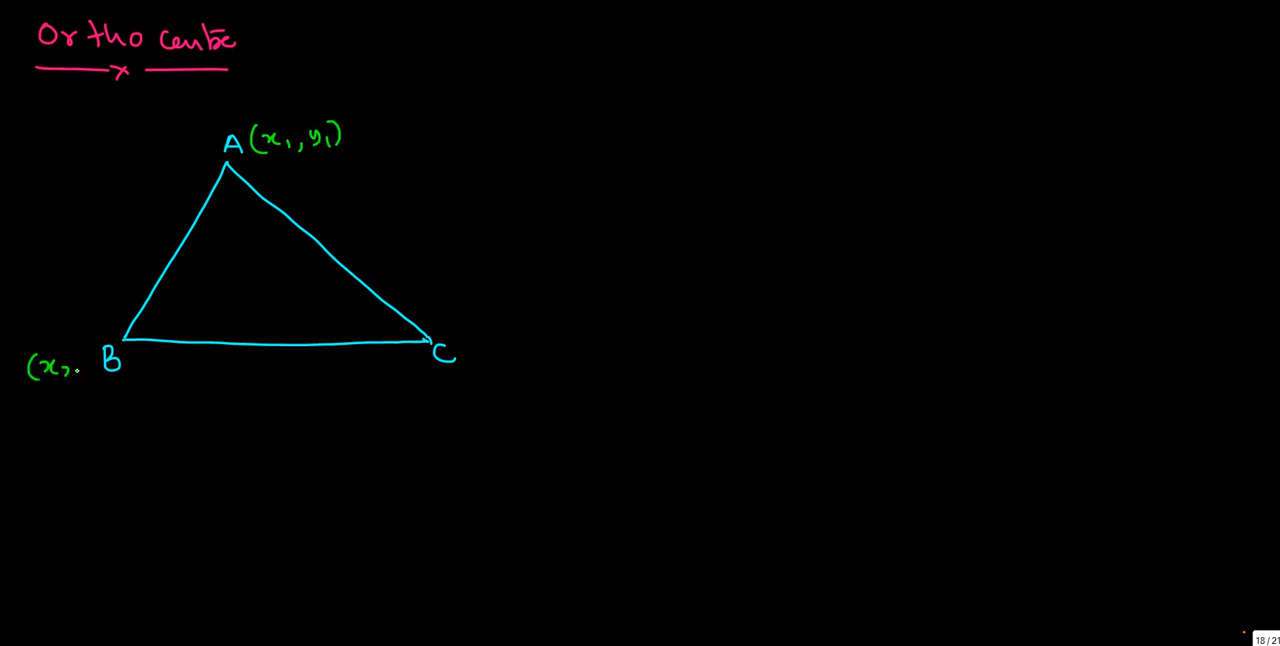 Ortho centre
A (x₁, y₁)
(x₂ B
C
18 / 21